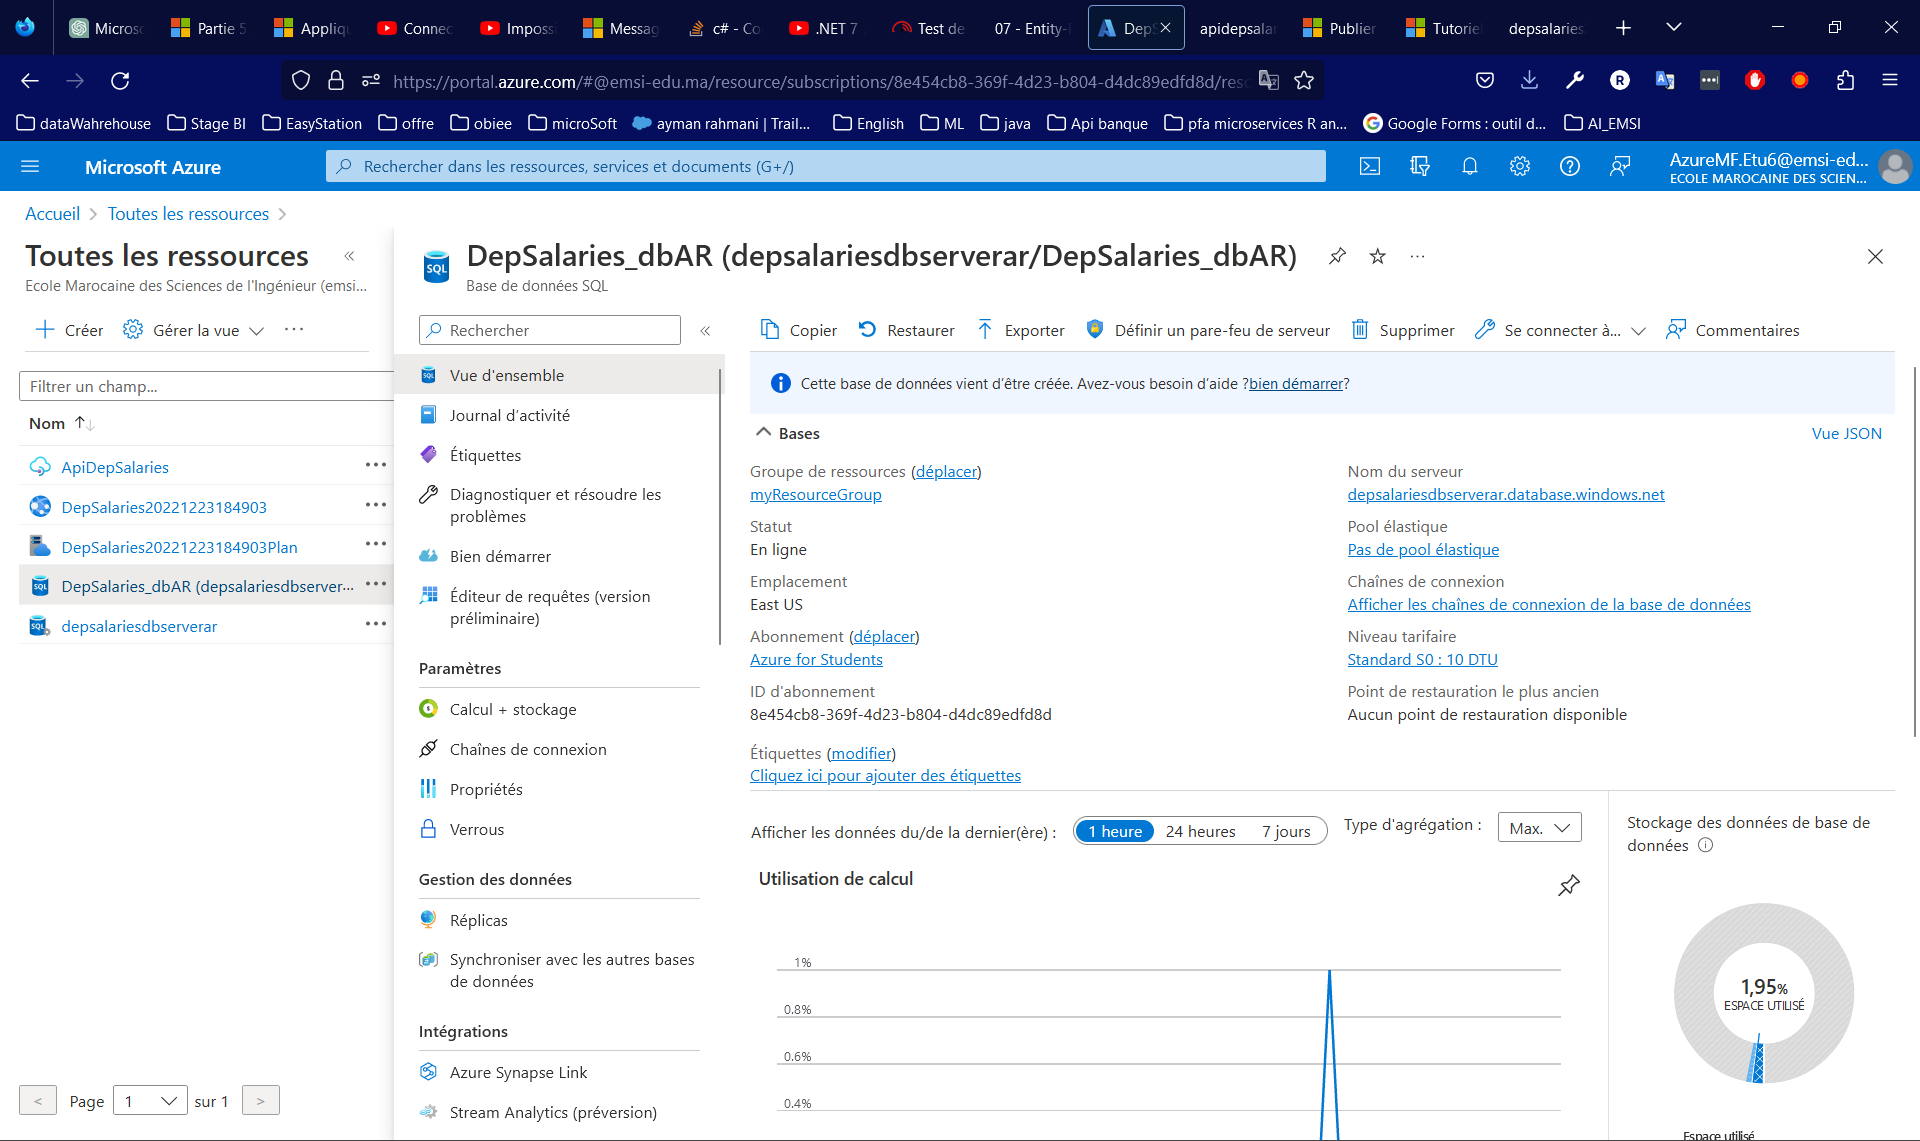 Microso
Partie 5
Appliqu
Connec
Imposs
Messag
c# - Co
.NET 7
Test de
07 - Entity-F
DepS
apidepsalar
Publier
Tutorie
depsalaries
https://portal.azure.com/#@emsi-edu.ma/resource/subscriptions/8e454cb8-369f-4d23-b804-d4dc89edfd8d/reso
dataWahrehouse
Stage BI
EasyStation
offre
obiee
microSoft
ayman rahmani | Trail...
English
ML
java
Api banque
pfa microservices R an...
Google Forms : outil d...
AI_EMSI
Microsoft Azure
Rechercher dans les ressources, services et documents (G+/)
AzureMF.Etu6@emsi-ed...
ECOLE MAROCAINE DES SCIEN...
Accueil
Toutes les ressources
Toutes les ressources
Ecole Marocaine des Sciences de l'Ingénieur (emsi...
Créer
Gérer la vue
Filtrer un champ...
Nom
ApiDepSalaries
DepSalaries20221223184903
DepSalaries20221223184903Plan
DepSalaries_dbAR (depsalariesdbserver...
depsalariesdbserverar
< Page 1 sur 1 >
DepSalaries_dbAR (depsalariesdbserverar/DepSalaries_dbAR)
Base de données SQL
Rechercher
Vue d'ensemble
Journal d’activité
Étiquettes
Diagnostiquer et résoudre les
problèmes
Bien démarrer
Éditeur de requêtes (version
préliminaire)
Paramètres
Calcul + stockage
Chaînes de connexion
Propriétés
Verrous
Gestion des données
Réplicas
Synchroniser avec les autres bases
de données
Intégrations
Azure Synapse Link
Stream Analytics (préversion)
Copier
Restaurer
Exporter
Définir un pare-feu de serveur
Supprimer
Se connecter à...
Commentaires
Cette base de données vient d’être créée. Avez-vous besoin d’aide ?bien démarrer?
Bases
Vue JSON
Groupe de ressources (déplacer)
myResourceGroup
Statut
En ligne
Emplacement
East US
Abonnement (déplacer)
Azure for Students
ID d'abonnement
8e454cb8-369f-4d23-b804-d4dc89edfd8d
Étiquettes (modifier)
Cliquez ici pour ajouter des étiquettes
Nom du serveur
depsalariesdbserverar.database.windows.net
Pool élastique
Pas de pool élastique
Chaînes de connexion
Afficher les chaînes de connexion de la base de données
Niveau tarifaire
Standard S0 : 10 DTU
Point de restauration le plus ancien
Aucun point de restauration disponible
Afficher les données du/de la dernier(ère) :
1 heure
24 heures
7 jours
Type d'agrégation :
Max.
Utilisation de calcul
1%
0.8%
0.6%
0.4%
Stockage des données de base de
données
1,95%
ESPACE UTILISÉ
Espace utilisé